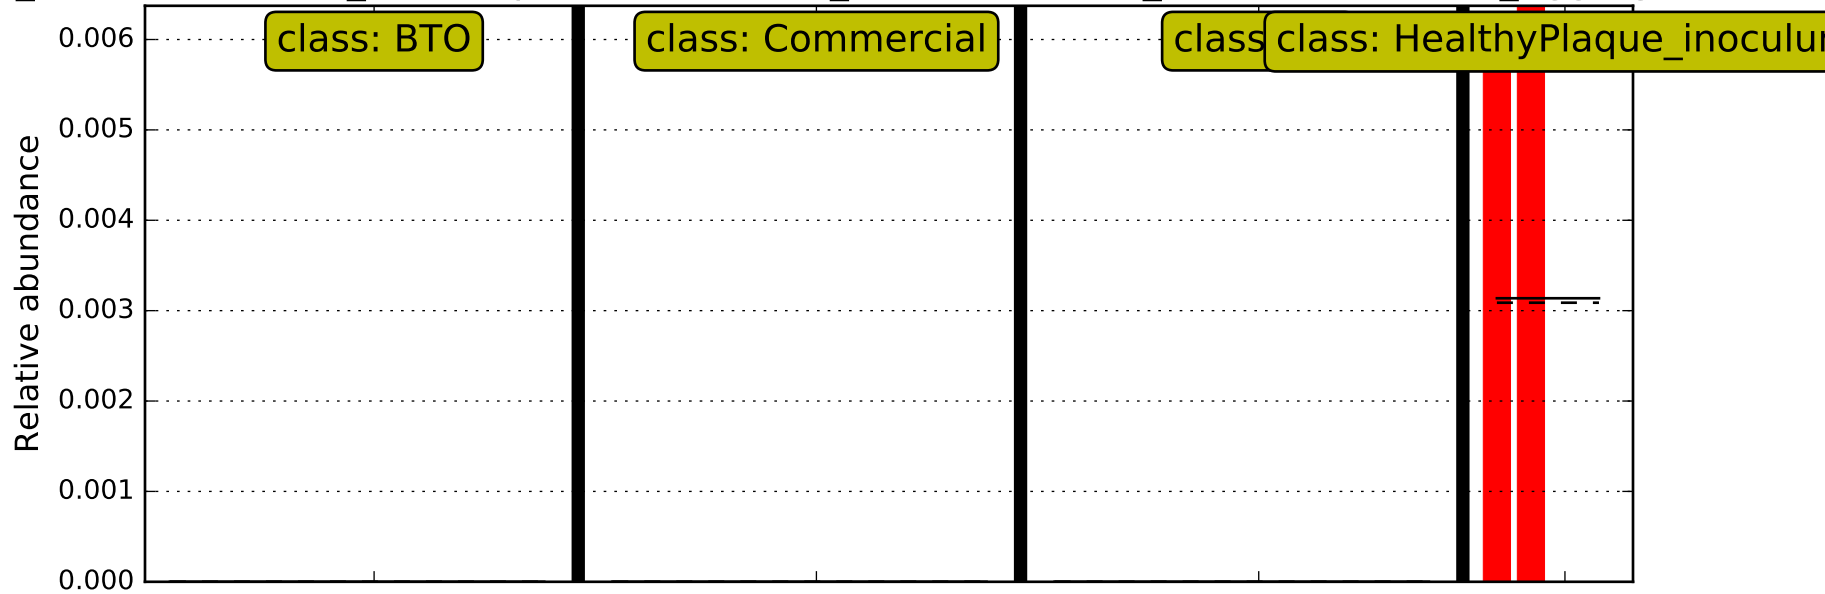 class: BTO
class: Commercial
class
class: HealthyPlaque_inoculu
Relative abundance
0.006
0.005
0.004
0.003
0.002
0.001
0.000